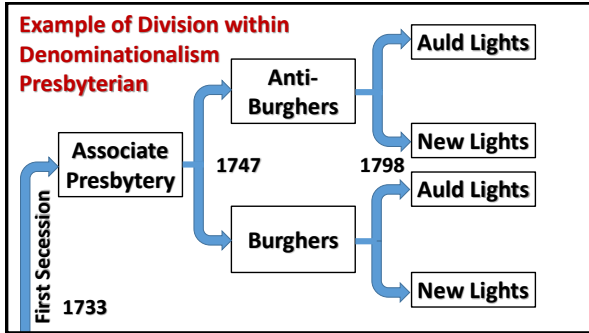 Example of Division within
Denominationalism
Presbyterian
Auld Lights
Anti-
Burghers
New Lights
Associate
Presbytery
1747
1798
Auld Lights
Burghers
New Lights
First Secession
1733